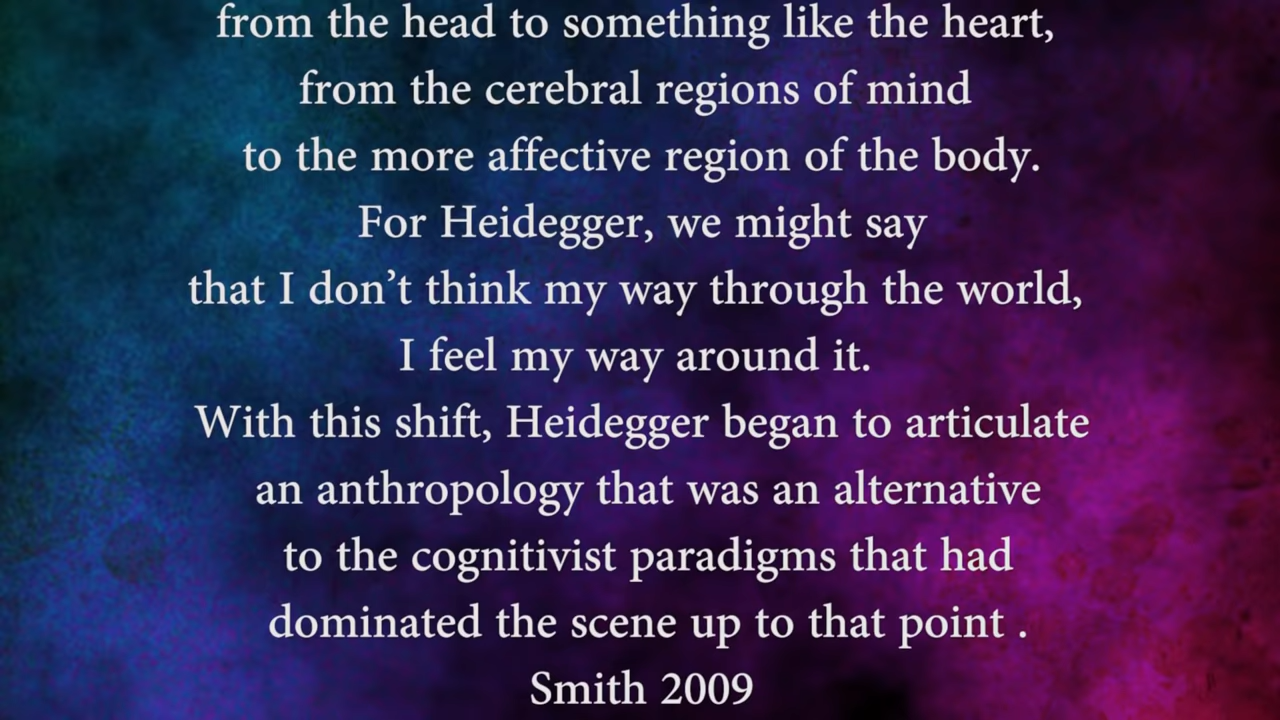 from the head to something like the heart,
from the cerebral regions of mind
to the more affective region of the body.
For Heidegger, we might say
that I don’t think my way through the world,
I feel my way around it.
With this shift, Heidegger began to articulate
an anthropology that was an alternative
to the cognitivist paradigms that had
dominated the scene up to that point .
Smith 2009